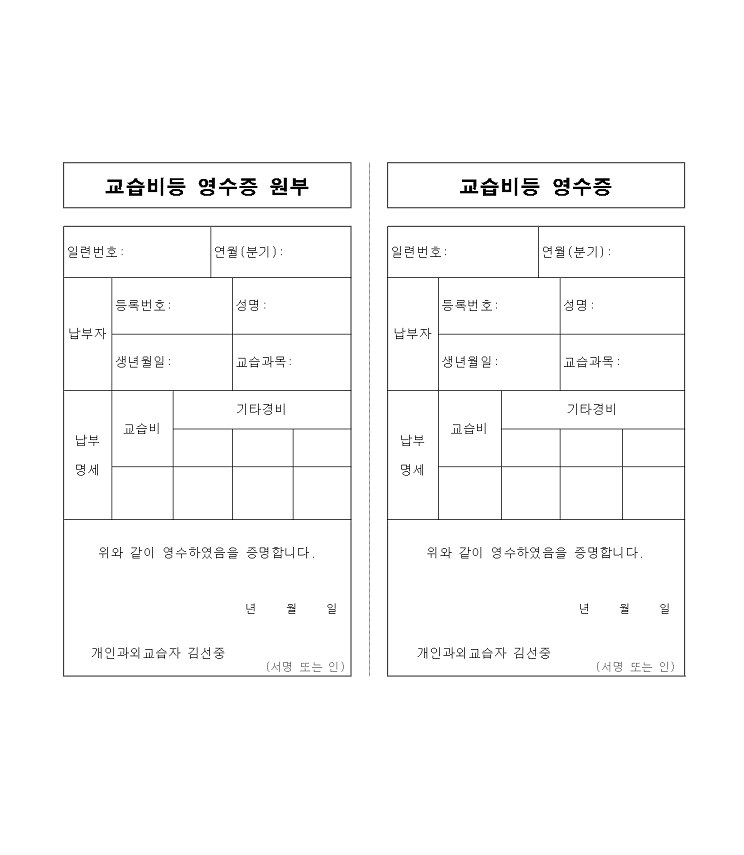 교습비등 영수증 원부
일련번호:
연월(분기):
납부자
등록번호:
성명:
생년월일:
교습과목:
납부
명세
교습비
기타경비
위와 같이 영수하였음을 증명합니다.
년 월 일
개인과외교습자 김선중
(서명 또는 인)
교습비등 영수증
일련번호:
연월(분기):
납부자
등록번호:
성명:
생년월일:
교습과목:
납부
명세
교습비
기타경비
위와 같이 영수하였음을 증명합니다.
년 월 일
개인과외교습자 김선중
(서명 또는 인)